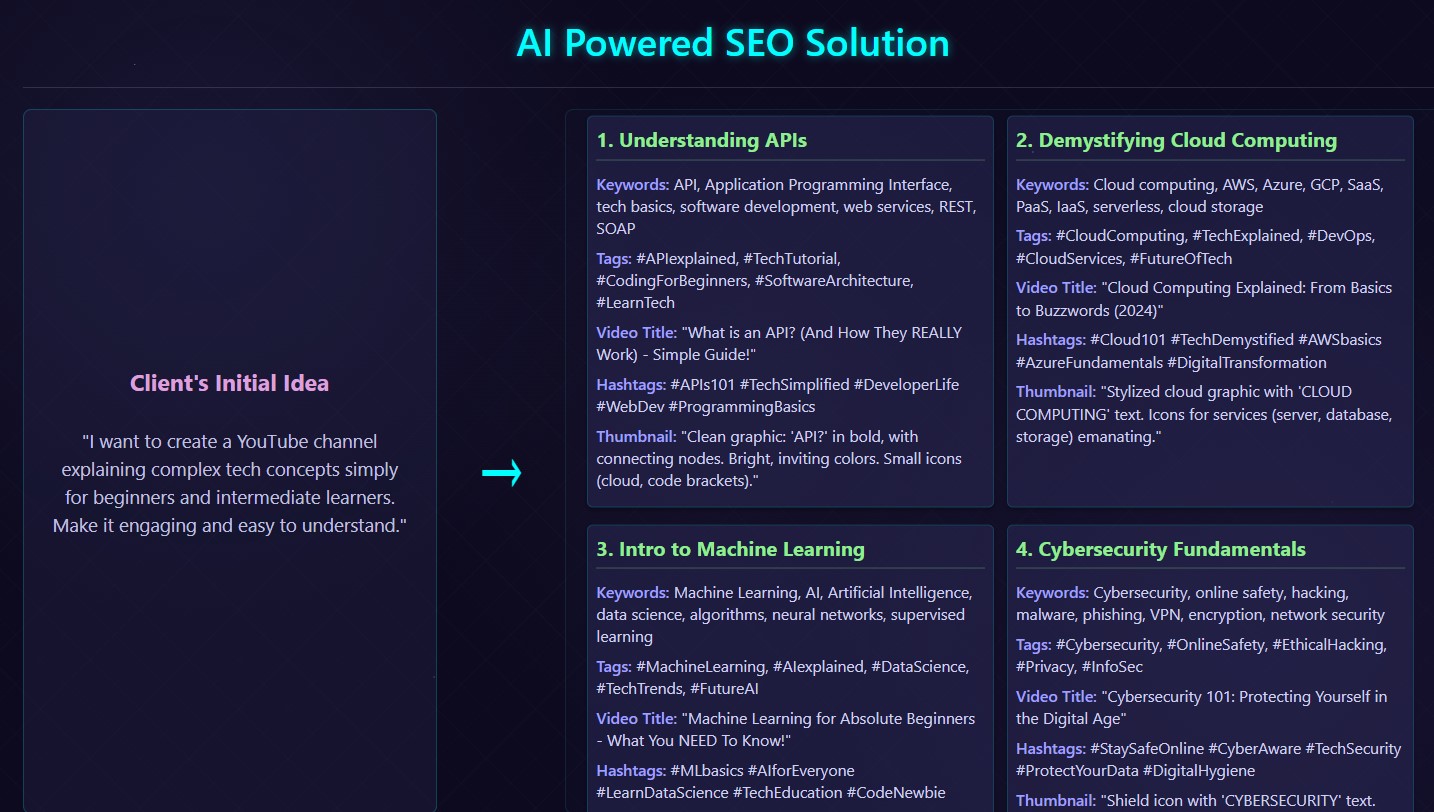 AI Powered SEO Solution
Client's Initial Idea
"I want to create a YouTube channel
explaining complex tech concepts simply
for beginners and intermediate learners.
Make it engaging and easy to understand."
→
1. Understanding APIs
Keywords: API, Application Programming Interface,
tech basics, software development, web services, REST,
SOAP
Tags: #APIexplained, #TechTutorial,
#CodingForBeginners, #SoftwareArchitecture,
#LearnTech
Video Title: "What is an API? (And How They REALLY
Work) - Simple Guide!"
Hashtags: #APIs101 #TechSimplified #DeveloperLife
#WebDev #ProgrammingBasics
Thumbnail: "Clean graphic: 'API?' in bold, with
connecting nodes. Bright, inviting colors. Small icons
(cloud, code brackets)."
2. Demystifying Cloud Computing
Keywords: Cloud computing, AWS, Azure, GCP, SaaS,
PaaS, IaaS, serverless, cloud storage
Tags: #CloudComputing, #TechExplained, #DevOps,
#CloudServices, #FutureOfTech
Video Title: "Cloud Computing Explained: From Basics
to Buzzwords (2024)"
Hashtags: #Cloud101 #TechDemystified #AWSbasics
#AzureFundamentals #DigitalTransformation
Thumbnail: "Stylized cloud graphic with 'CLOUD
COMPUTING' text. Icons for services (server, database,
storage) emanating."
3. Intro to Machine Learning
Keywords: Machine Learning, AI, Artificial Intelligence,
data science, algorithms, neural networks, supervised
learning
Tags: #MachineLearning, #AIexplained, #DataScience,
#TechTrends, #FutureAI
Video Title: "Machine Learning for Absolute Beginners
- What You NEED To Know!"
Hashtags: #MLbasics #AIforEveryone
#LearnDataScience #TechEducation #CodeNewbie
4. Cybersecurity Fundamentals
Keywords: Cybersecurity, online safety, hacking,
malware, phishing, VPN, encryption, network security
Tags: #Cybersecurity, #OnlineSafety, #EthicalHacking,
#Privacy, #InfoSec
Video Title: "Cybersecurity 101: Protecting Yourself in
the Digital Age"
Hashtags: #StaySafeOnline #CyberAware #TechSecurity
#ProtectYourData #DigitalHygiene
Thumbnail: "Shield icon with 'CYBERSECURITY' text.